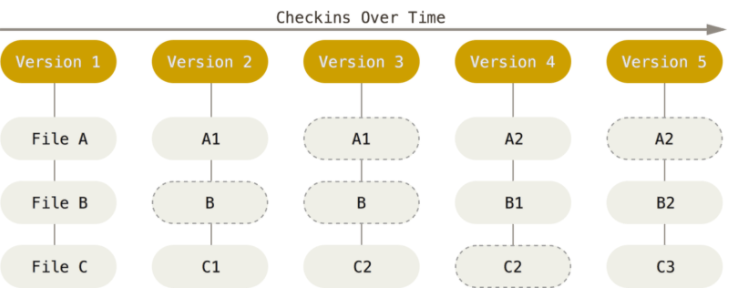 Checkins Over Time
Version 1 Version 2 Version 3 Version 4 Version 5
File A A1 A1 A2 A2
File B B B B1 B2
File C C1 C2 C2 C3